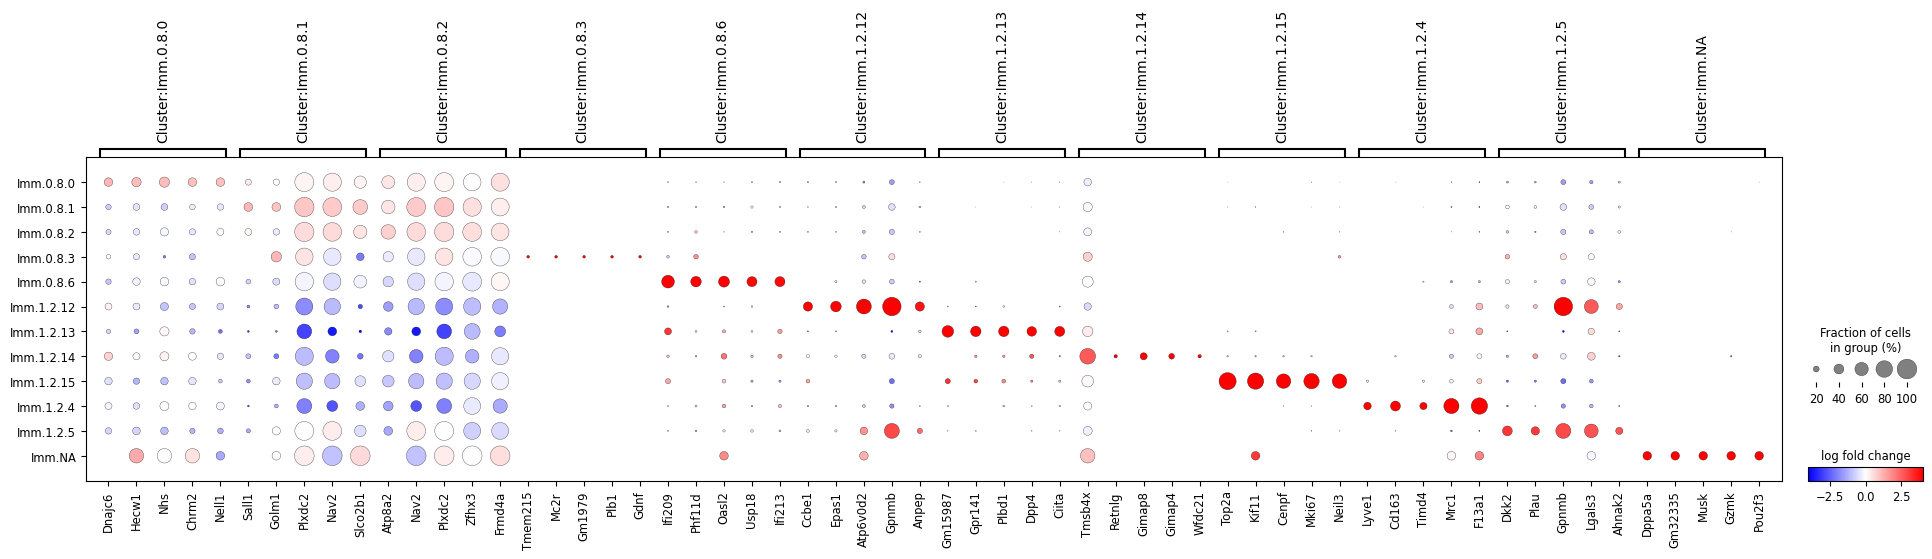 Cluster:Imm.0.8.0
Cluster:Imm.0.8.1
Cluster:Imm.0.8.2
Cluster:Imm.0.8.3
Cluster:Imm.0.8.6
Cluster:Imm.1.2.12
Cluster:Imm.1.2.13
Cluster:Imm.1.2.14
Cluster:Imm.1.2.15
Cluster:Imm.1.2.4
Cluster:Imm.1.2.5
Cluster:Imm.NA
Imm.0.8.0
Imm.0.8.1
Imm.0.8.2
Imm.0.8.3
Imm.0.8.6
Imm.1.2.12
Imm.1.2.13
Imm.1.2.14
Imm.1.2.15
Imm.1.2.4
Imm.1.2.5
Imm.NA
Dnajc6
Hecw1
Nhs
Chrm2
Nell1
Sall1
Golm1
Plxdc2
Nav2
Slco2b1
Atp8a2
Nav2
Plxdc2
Zfhx3
Frmd4a
Tmem215
Mc2r
Gm1979
Plb1
Gdnf
Ifi209
Phf11d
Oasl2
Usp18
Ifi213
Ccbe1
Epas1
Atp6v0d2
Gpnmb
Anpep
Gm15987
Gpr141
Plbd1
Dpp4
Ciita
Tmsb4x
Retnlg
Gimap8
Gimap4
Wfdc21
Top2a
Kif11
Cenpf
Mki67
Neil3
Lyve1
Cd163
Timd4
Mrc1
F13a1
Dkk2
Plau
Gpnmb
Lgals3
Ahnak2
Dppa5a
Gm32335
Musk
Gzmk
Pou2f3
Fraction of cells
in group (%)
20 40 60 80 100
log fold change
−2.5 0.0 2.5